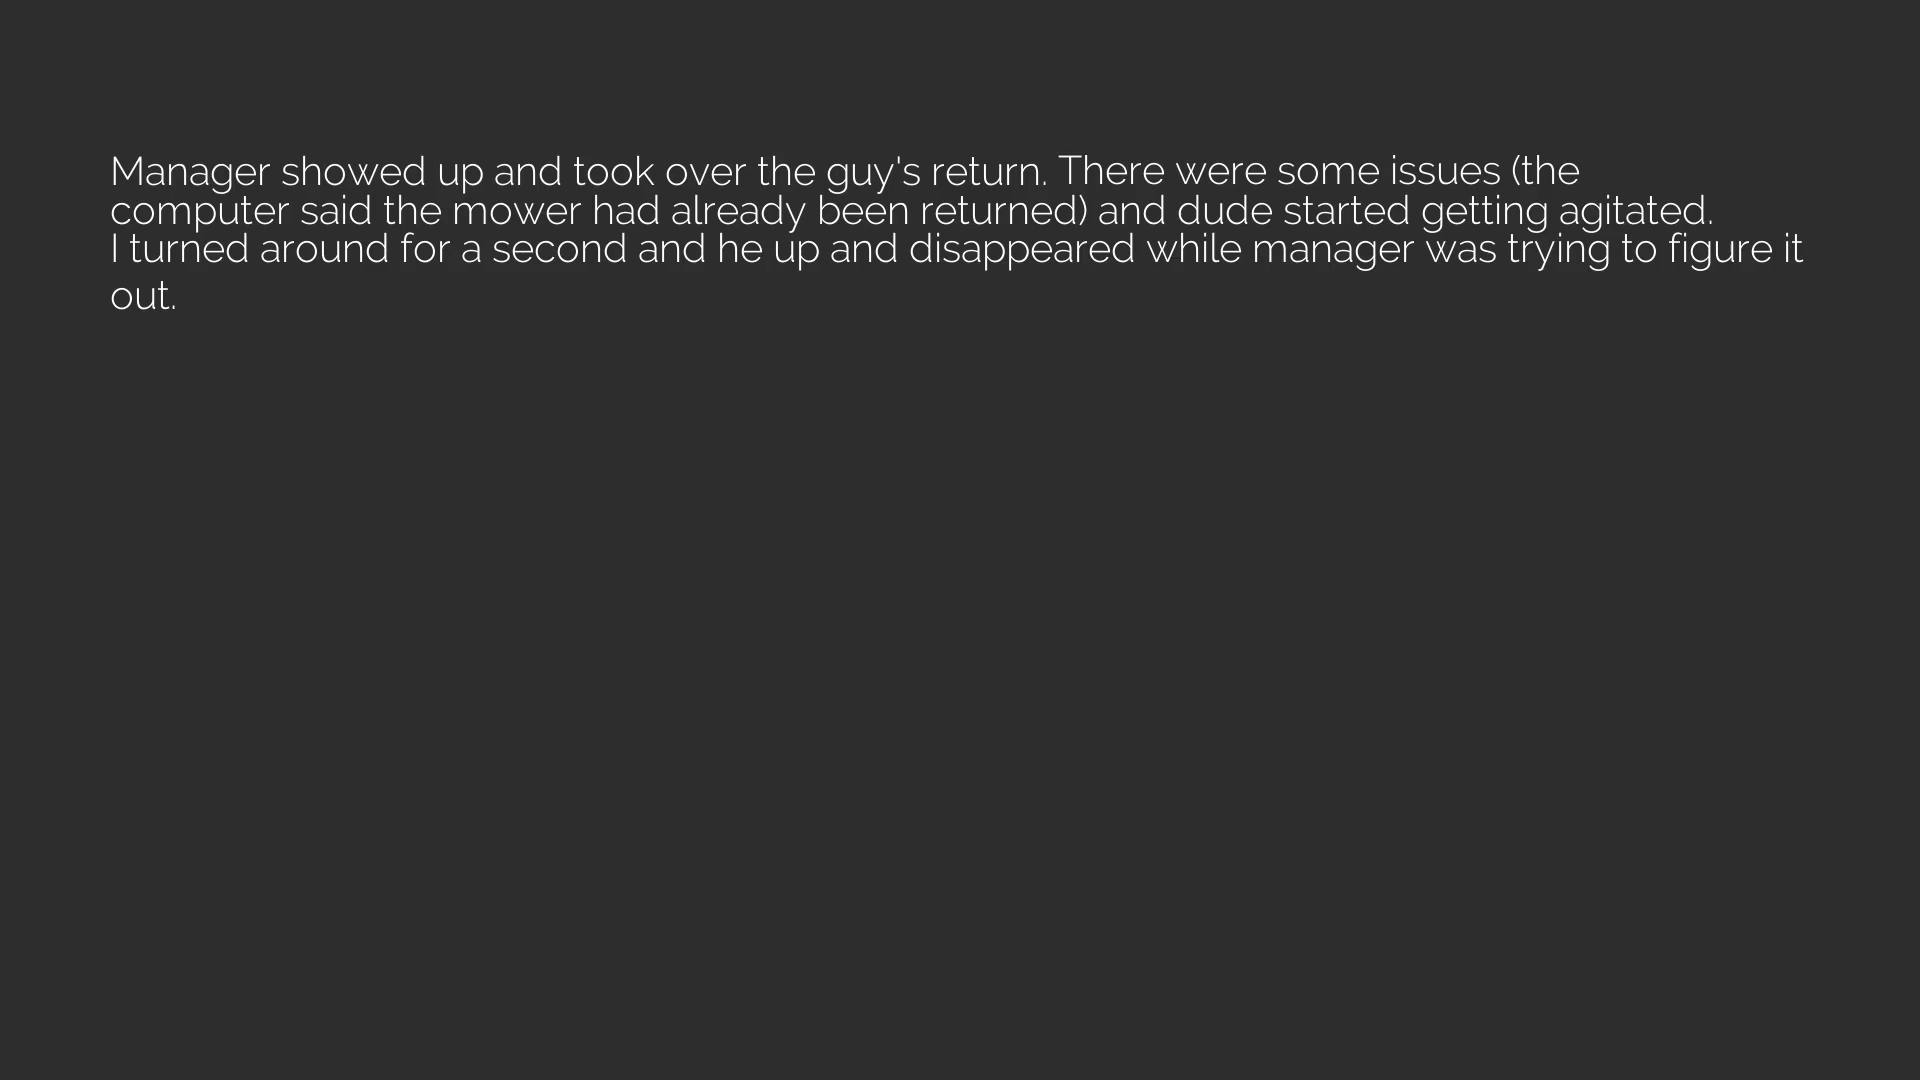 Manager showed up and took over the guy's return. There were some issues (the
computer said the mower had already been returned) and dude started getting agitated.
I turned around for a second and he up and disappeared while manager was trying to figure it
out.